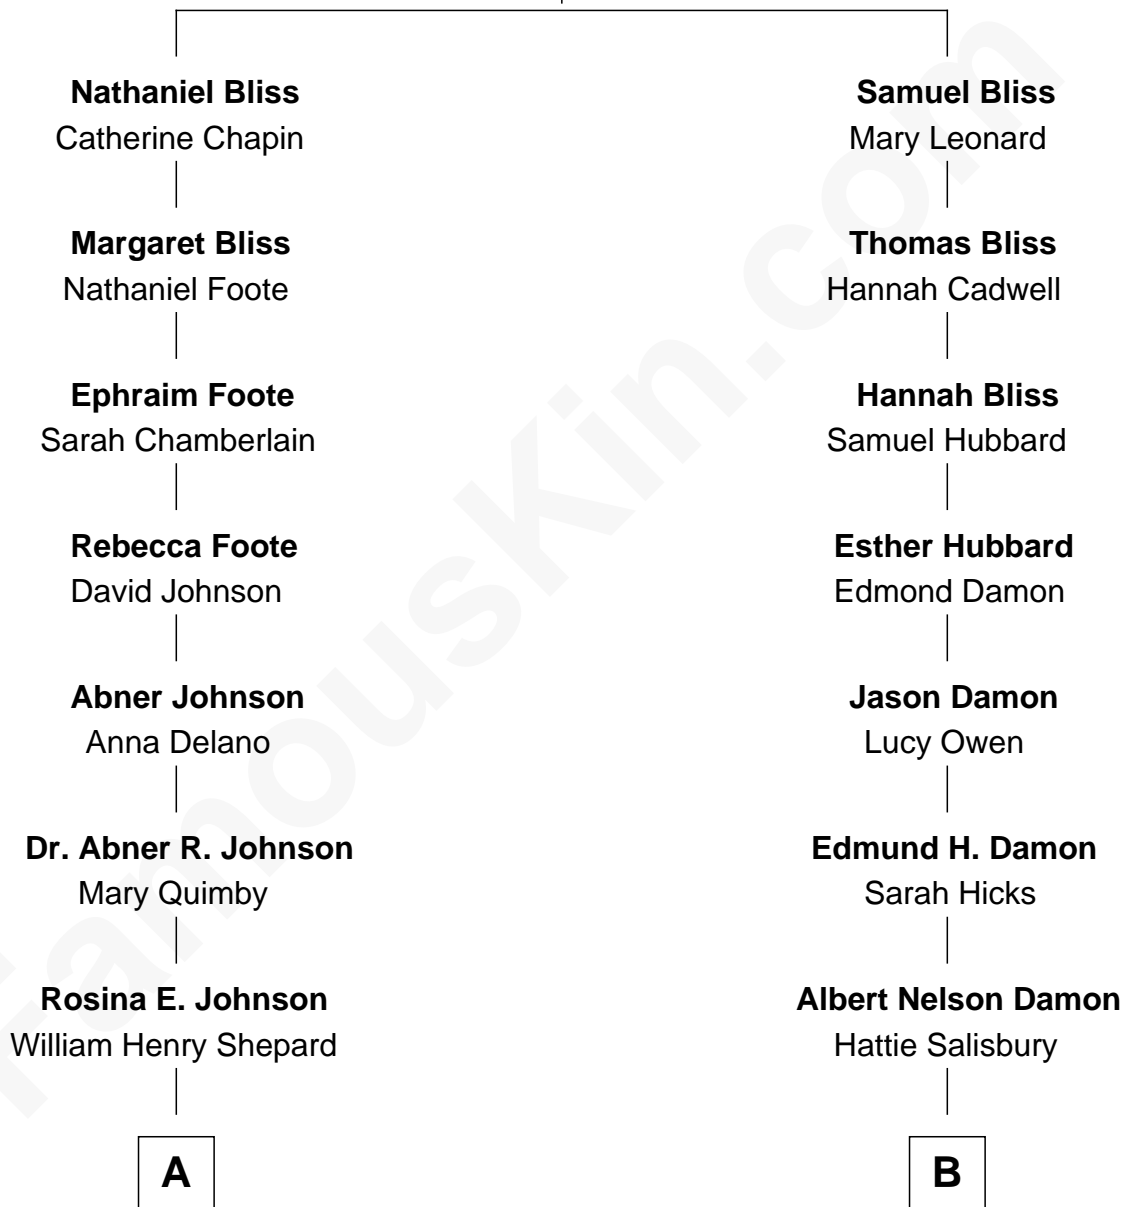 Nathaniel Bliss
Catherine Chapin
Samuel Bliss
Mary Leonard
Margaret Bliss
Nathaniel Foote
Thomas Bliss
Hannah Cadwell
Ephraim Foote
Sarah Chamberlain
Hannah Bliss
Samuel Hubbard
Rebecca Foote
David Johnson
Esther Hubbard
Edmond Damon
Abner Johnson
Anna Delano
Jason Damon
Lucy Owen
Dr. Abner R. Johnson
Mary Quimby
Edmund H. Damon
Sarah Hicks
Rosina E. Johnson
William Henry Shepard
Albert Nelson Damon
Hattie Salisbury
A
B
FamousKin.com